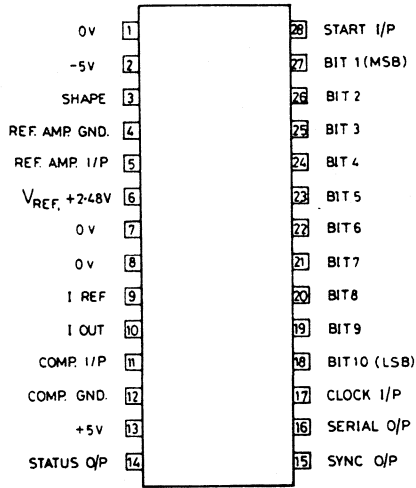 0V 1 28 START I/P
-5V 2 27 BIT 1 (MSB)
SHAPE 3 26 BIT 2
REF. AMP. GND. 4 25 BIT 3
REF. AMP. I/P 5 24 BIT 4
VREF, +2·48V 6 23 BIT 5
0V 7 22 BIT6
0V 8 21 BIT7
I REF 9 20 BIT8
I OUT 10 19 BIT9
COMP. I/P 11 18 BIT10 (LSB)
COMP. GND. 12 17 CLOCK I/P
+5V 13 16 SERIAL O/P
STATUS O/P 14 15 SYNC O/P